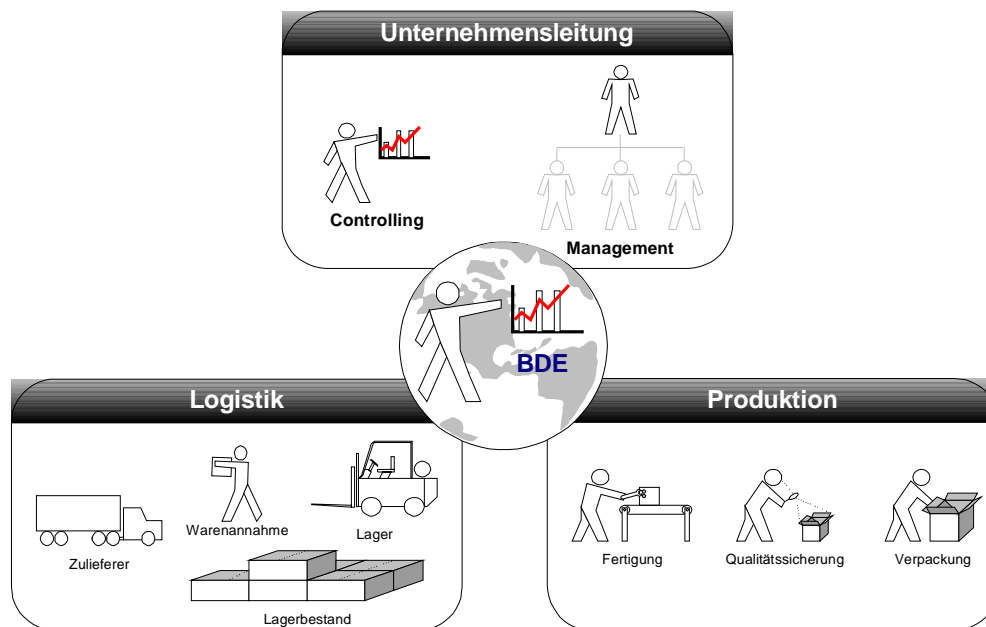 Unternehmensleitung
Controlling
Management
BDE
Logistik
Zulieferer
Warenannahme
Lager
Lagerbestand
Produktion
Fertigung
Qualitätssicherung
Verpackung